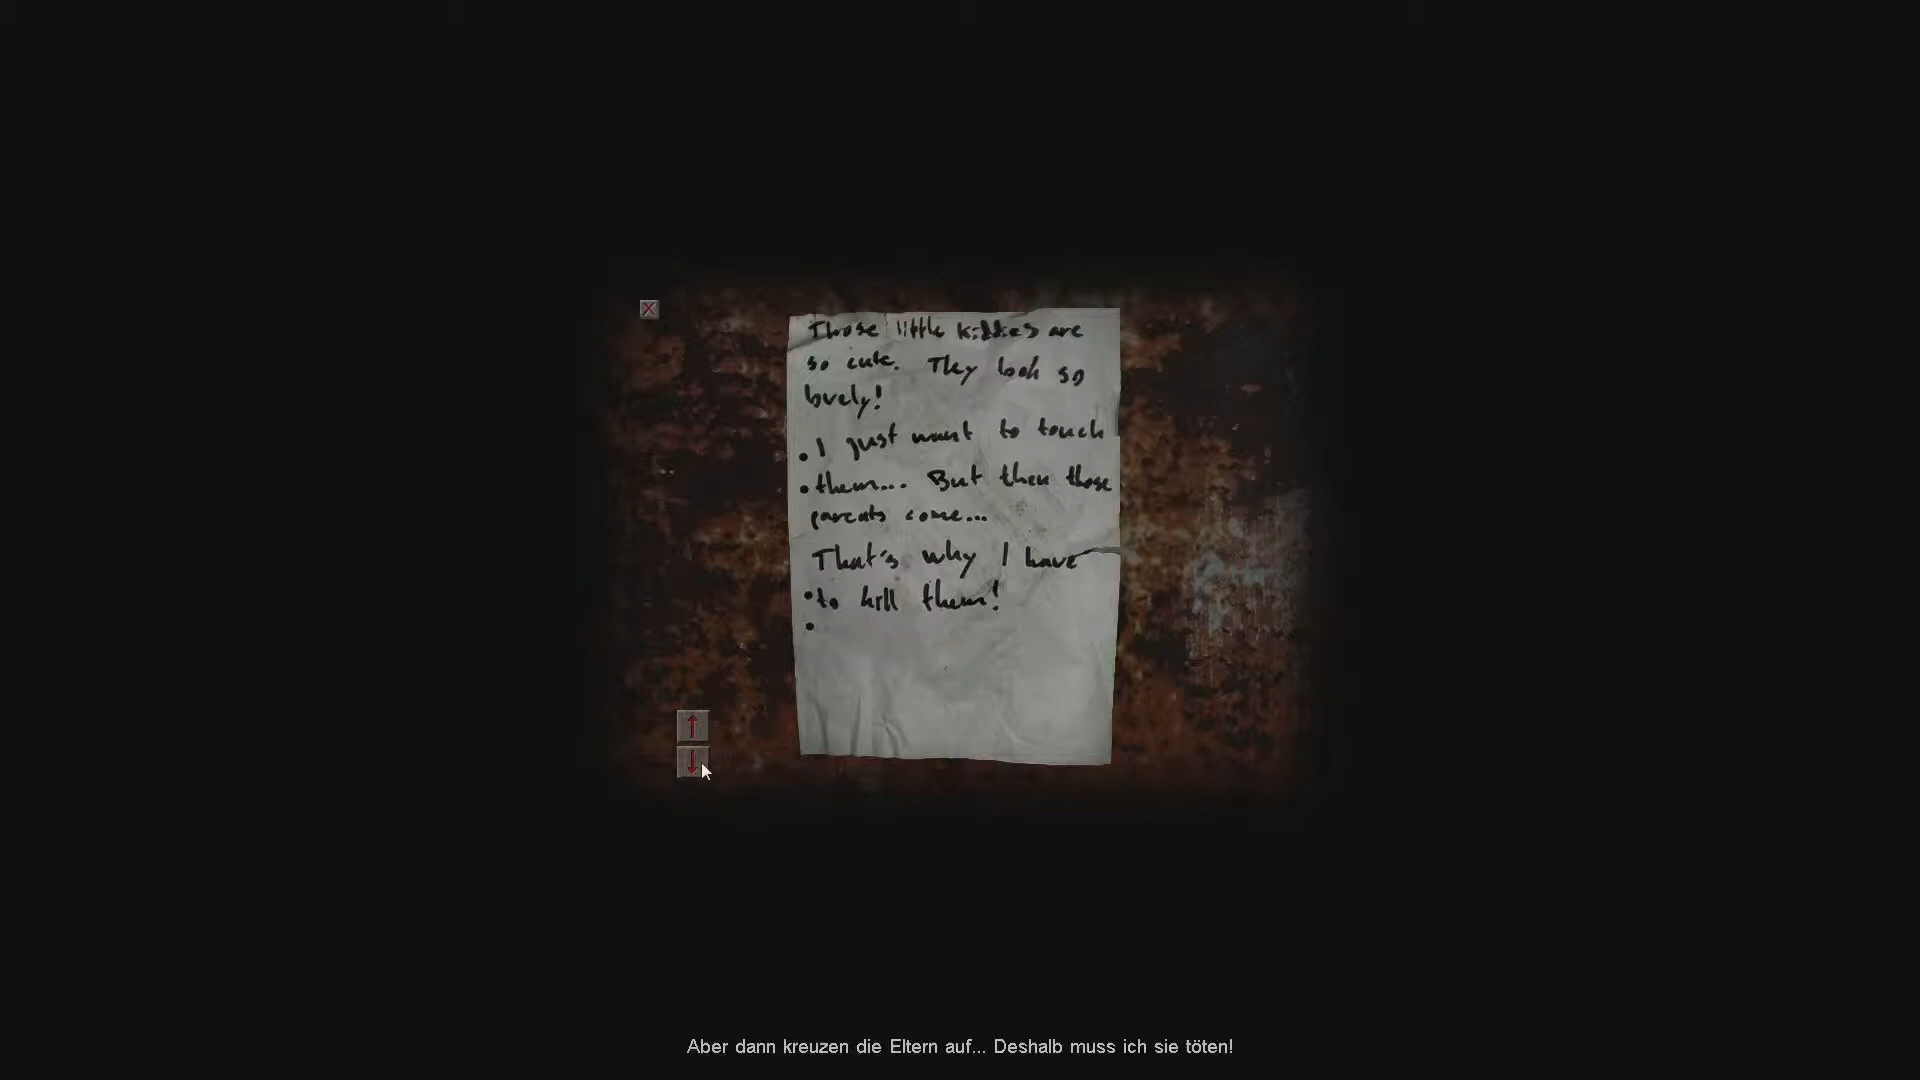 Those little kitties are
so cute. They look so
lovely!
I just want to touch
them... But then those
parents come...
That's why I have
to kill them!
Aber dann kreuzen die Eltern auf... Deshalb muss ich sie töten!